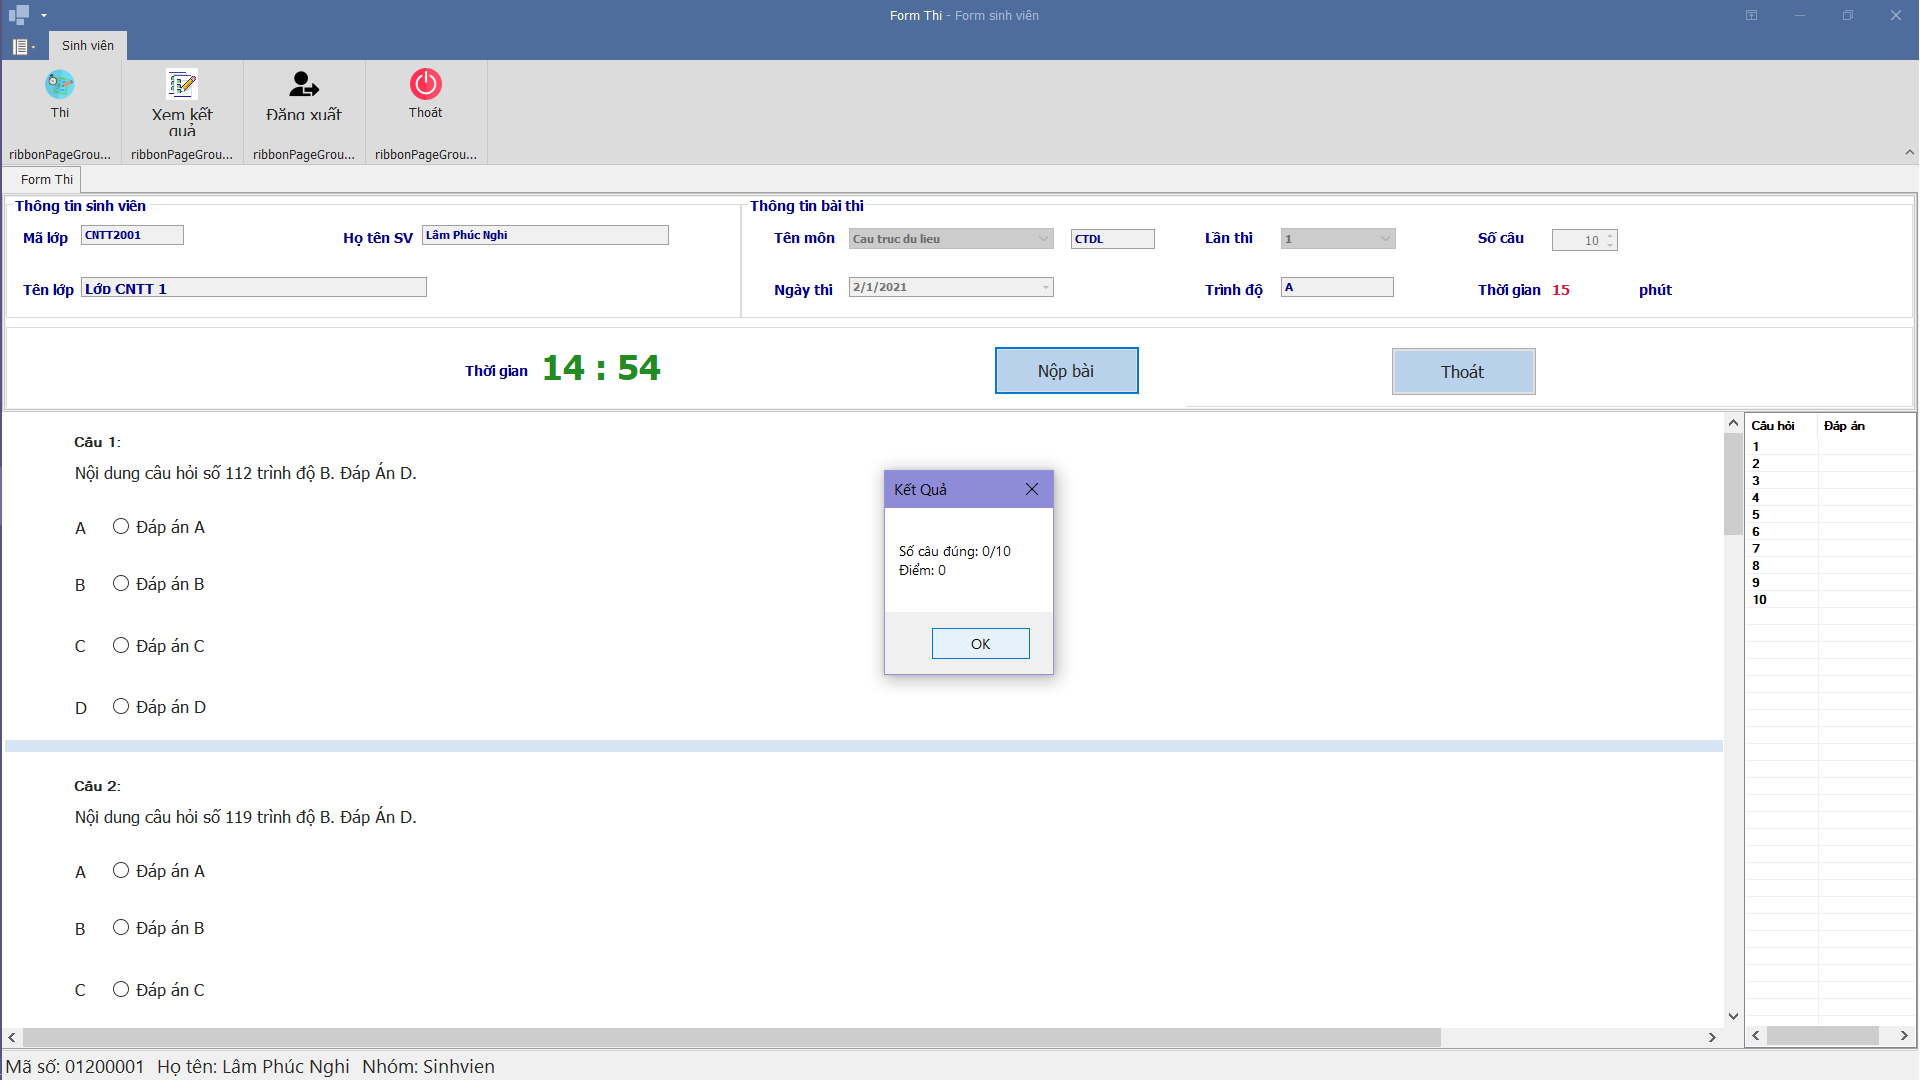 Form Thi - Form sinh viên
Sinh viên
Thi
Xem kết quả
Đăng xuất
Thoát
ribbonPageGrou...
ribbonPageGrou...
ribbonPageGrou...
ribbonPageGrou...
Form Thi
Thông tin sinh viên
Mã lớp CNTT2001
Họ tên SV Lâm Phúc Nghi
Tên lớp Lớp CNTT 1
Thông tin bài thi
Tên môn Cau truc du lieu CTDL
Lần thi 1
Số câu 10
Ngày thi 2/1/2021
Trình độ A
Thời gian 15 phút
Thời gian 14 : 54
Nộp bài
Thoát
Câu 1:
Nội dung câu hỏi số 112 trình độ B. Đáp Án D.
A Đáp án A
B Đáp án B
C Đáp án C
D Đáp án D
Câu 2:
Nội dung câu hỏi số 119 trình độ B. Đáp Án D.
A Đáp án A
B Đáp án B
C Đáp án C
Kết Quả
Số câu đúng: 0/10
Điểm: 0
OK
Câu hỏi Đáp án
1
2
3
4
5
6
7
8
9
10
Mã số: 01200001 Họ tên: Lâm Phúc Nghi Nhóm: Sinhvien